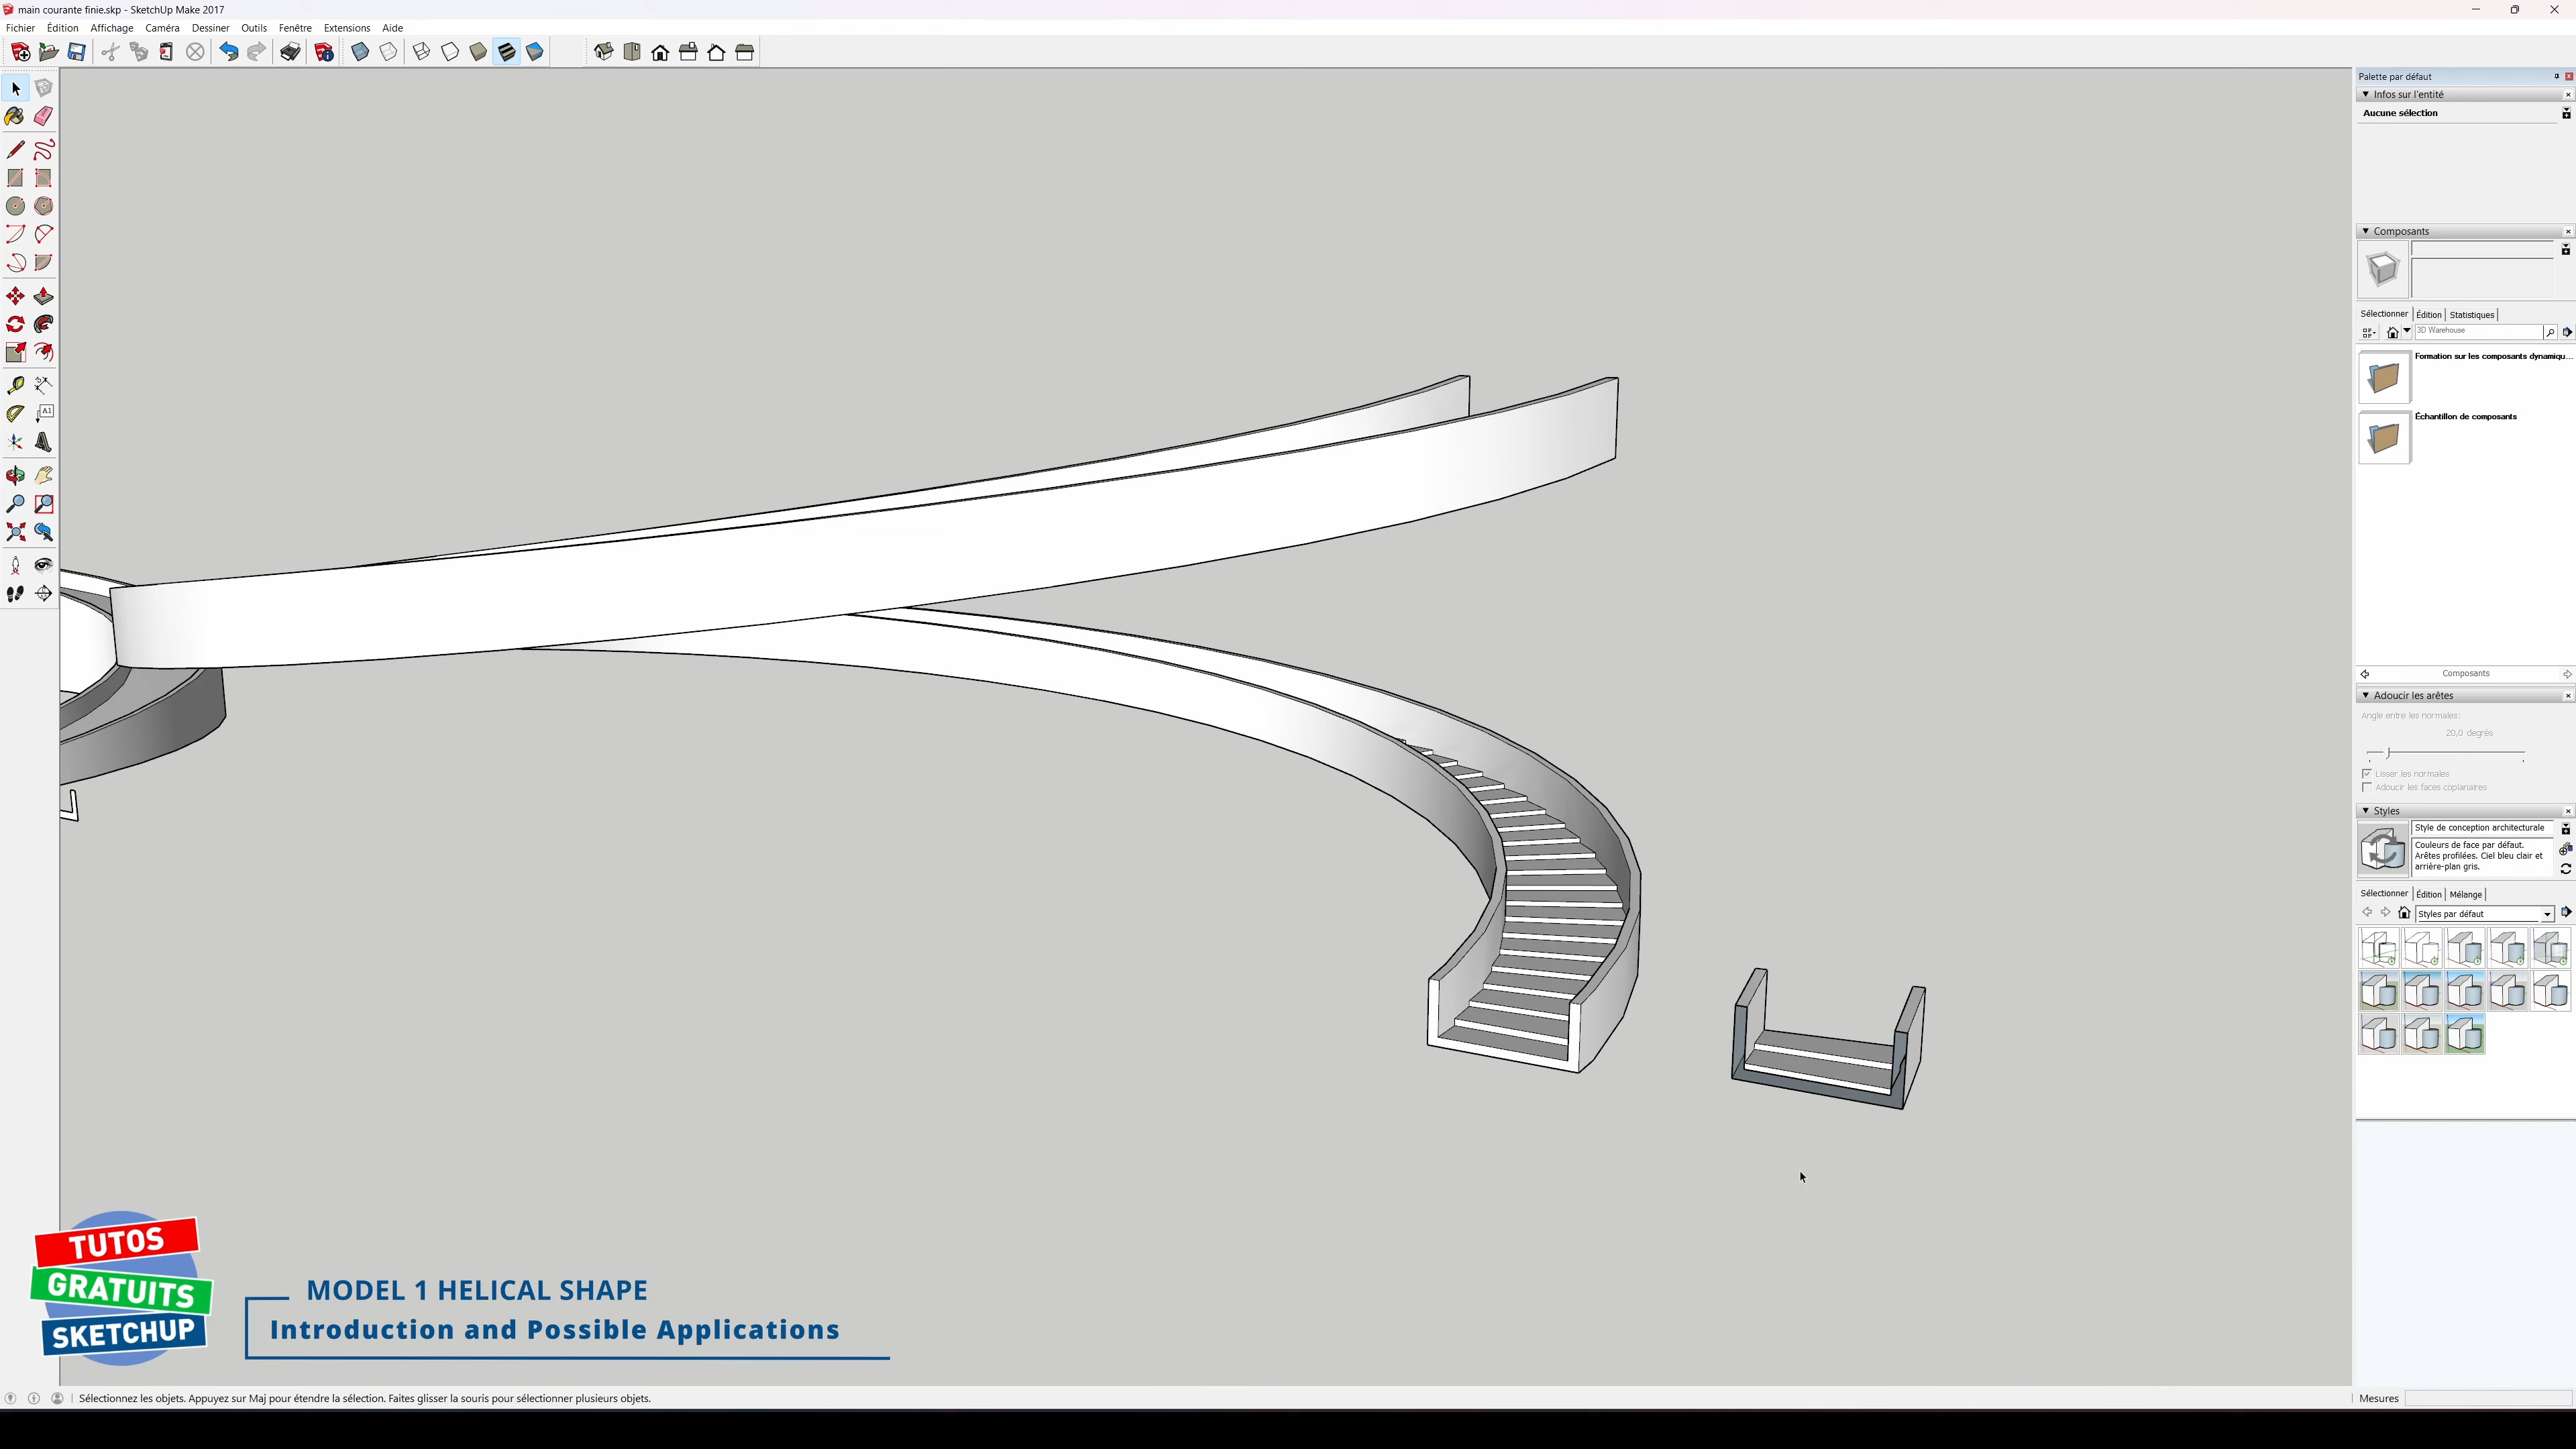 main courante finie.skp - SketchUp Make 2017
Fichier Édition Affichage Caméra Dessiner Outils Fenêtre Extensions Aide
A1
Palette par défaut
Infos sur l'entité
Aucune sélection
Composants
Sélectionner Édition Statistiques
3D Warehouse
Formation sur les composants dynamiqu...
Échantillon de composants
Composants
Adoucir les arêtes
Angle entre les normales:
20,0 degrés
Lisser les normales
Adoucir les faces coplanaires
Styles
Style de conception architecturale
Couleurs de face par défaut.
Arêtes profilées. Ciel bleu clair et
arrière-plan gris.
Sélectionner Édition Mélange
Styles par défaut
TUTOS
GRATUITS
SKETCHUP
MODEL 1 HELICAL SHAPE
Introduction and Possible Applications
Sélectionnez les objets. Appuyez sur Maj pour étendre la sélection. Faites glisser la souris pour sélectionner plusieurs objets.
Mesures